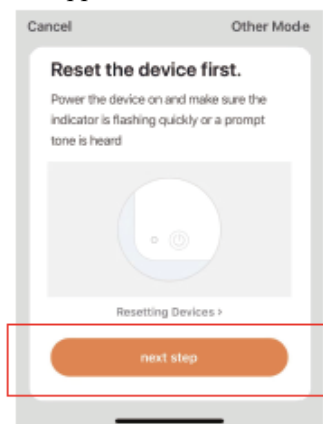 Cancel Other Mode
Reset the device first.
Power the device on and make sure the
indicator is flashing quickly or a prompt
tone is heard
Resetting Devices >
next step